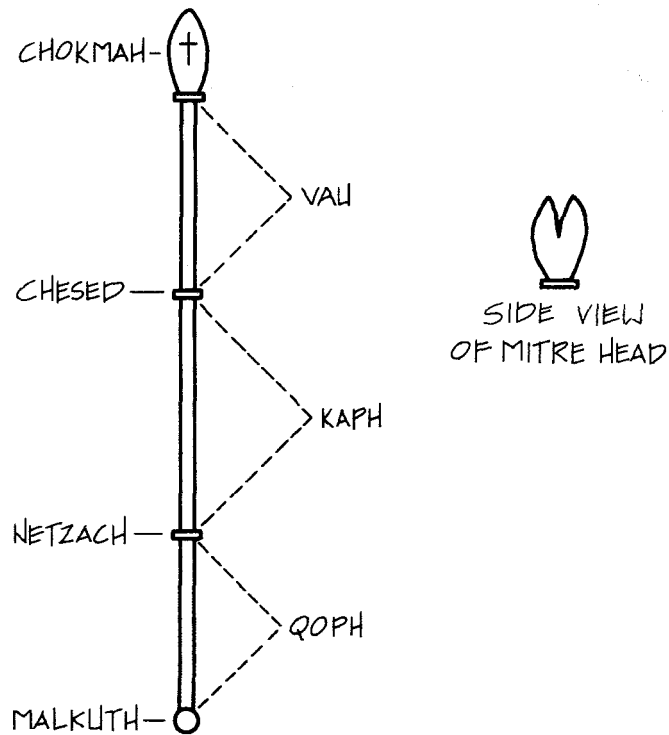 CHOKMAH
VAU
CHESED
SIDE VIEW
OF MITRE HEAD
KAPH
NETZACH
QOPH
MALKUTH